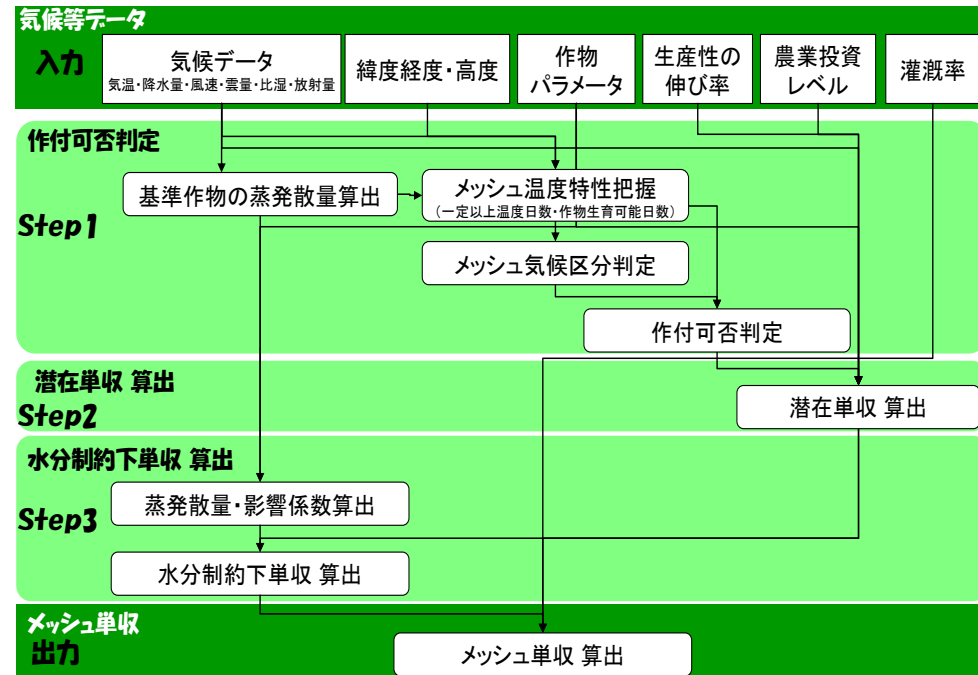 気候等データ
入力
気候データ
気温・降水量・風速・雲量・比湿・放射量
緯度経度・高度
作物
パラメータ
生産性の
伸び率
農業投資
レベル
灌漑率
作付可否判定
Step1
基準作物の蒸発散量算出
メッシュ温度特性把握
（一定以上温度日数・作物生育可能日数）
メッシュ気候区分判定
作付可否判定
潜在単収 算出
Step2
潜在単収 算出
水分制約下単収 算出
Step3
蒸発散量・影響係数算出
水分制約下単収 算出
メッシュ単収
出力
メッシュ単収 算出